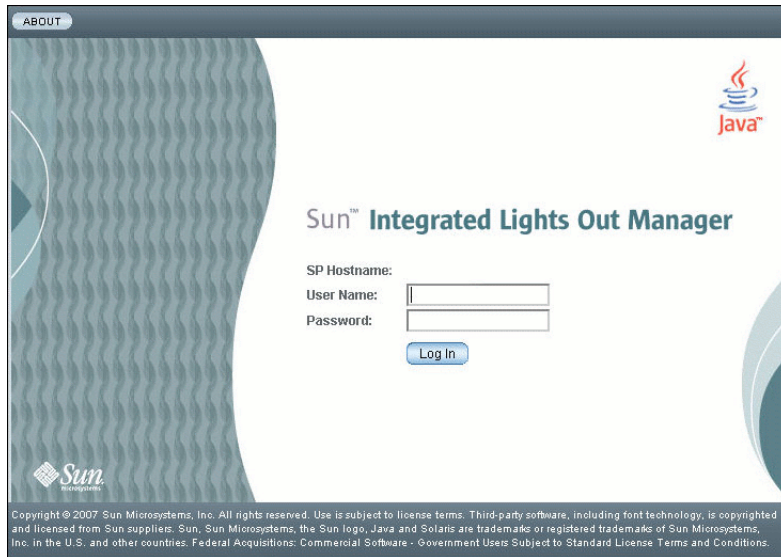 ABOUT
Java™
Sun™ Integrated Lights Out Manager
SP Hostname:
User Name:
Password:
Log In
Sun
microsystems
Copyright © 2007 Sun Microsystems, Inc. All rights reserved. Use is subject to license terms. Third-party software, including font technology, is copyrighted
and licensed from Sun suppliers. Sun, Sun Microsystems, the Sun logo, Java and Solaris are trademarks or registered trademarks of Sun Microsystems,
Inc. in the U.S. and other countries. Federal Acquisitions: Commercial Software - Government Users Subject to Standard License Terms and Conditions.